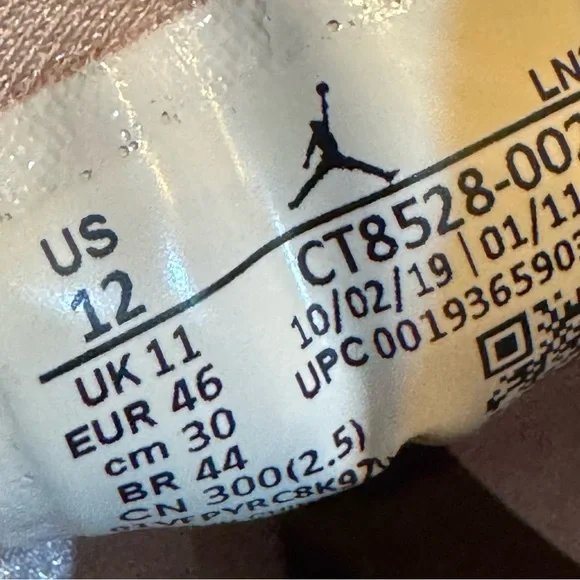 US
12
UK 11
EUR 46
cm 30
BR 44
CN 300(2.5)
LN
CT8528-002
10/02/19 | 01/11
UPC 0019365903